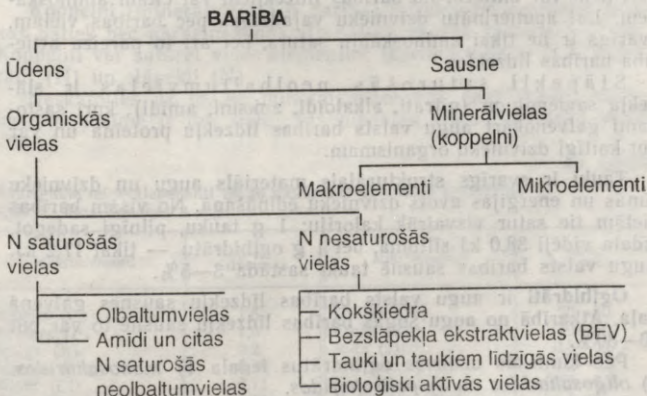 BARĪBA
Ūdens
Sausne
Organiskās
vielas
Minerālvielas
(koppelni)
Makroelementi
Mikroelementi
N saturošās
vielas
N nesaturošās
vielas
Olbaltumvielas
Amīdi un citas
N saturošās
neolbaltumvielas
Kokšķiedra
Bezslāpekļa ekstraktvielas (BEV)
Tauki un taukiem līdzīgās vielas
Bioloģiski aktīvās vielas